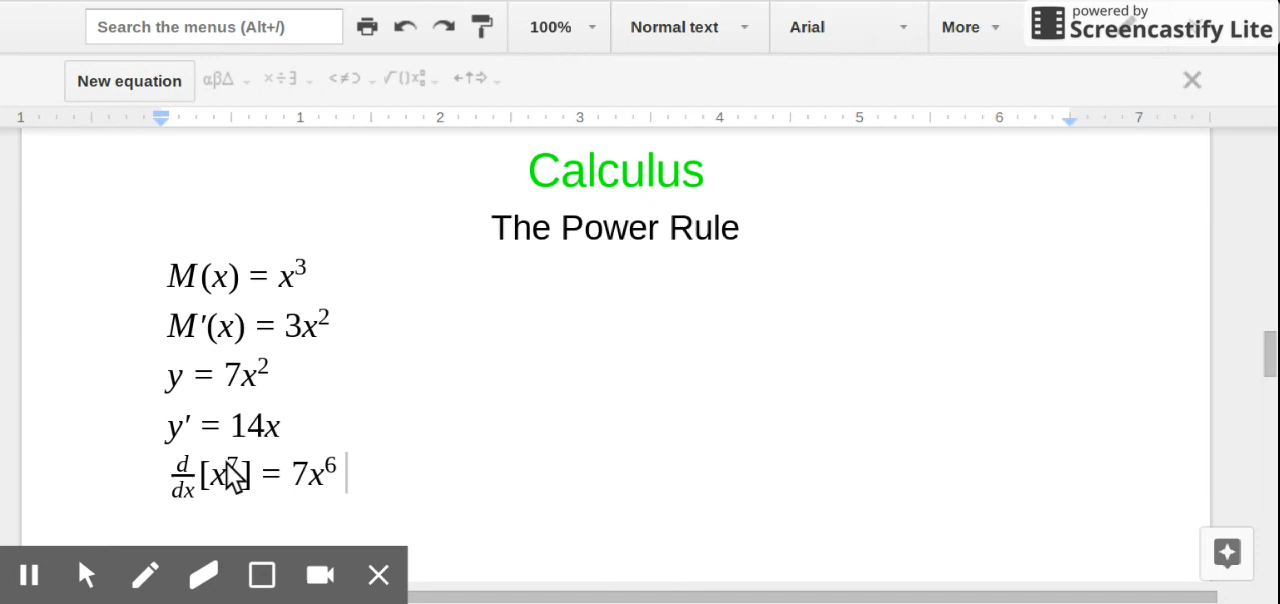 Search the menus (Alt+/) 100% Normal text Arial More powered by
Screencastify Lite
New equation αβΔ ×÷∃ <≠⊃ √()x ←↑⇒
1 1 2 3 4 5 6 7
Calculus
The Power Rule
M(x) = x³
M′(x) = 3x²
y = 7x²
y′ = 14x
d/dx [x⁷] = 7x⁶